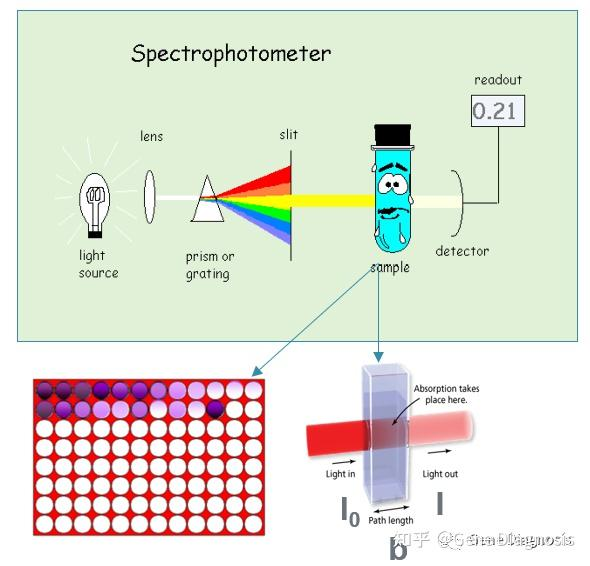 Spectrophotometer
readout
0.21
lens
slit
light
source
prism or
grating
sample
detector
Absorption takes
place here.
Light in
Light out
I₀
Path length
I
b
知乎 @GeneDiagnosis